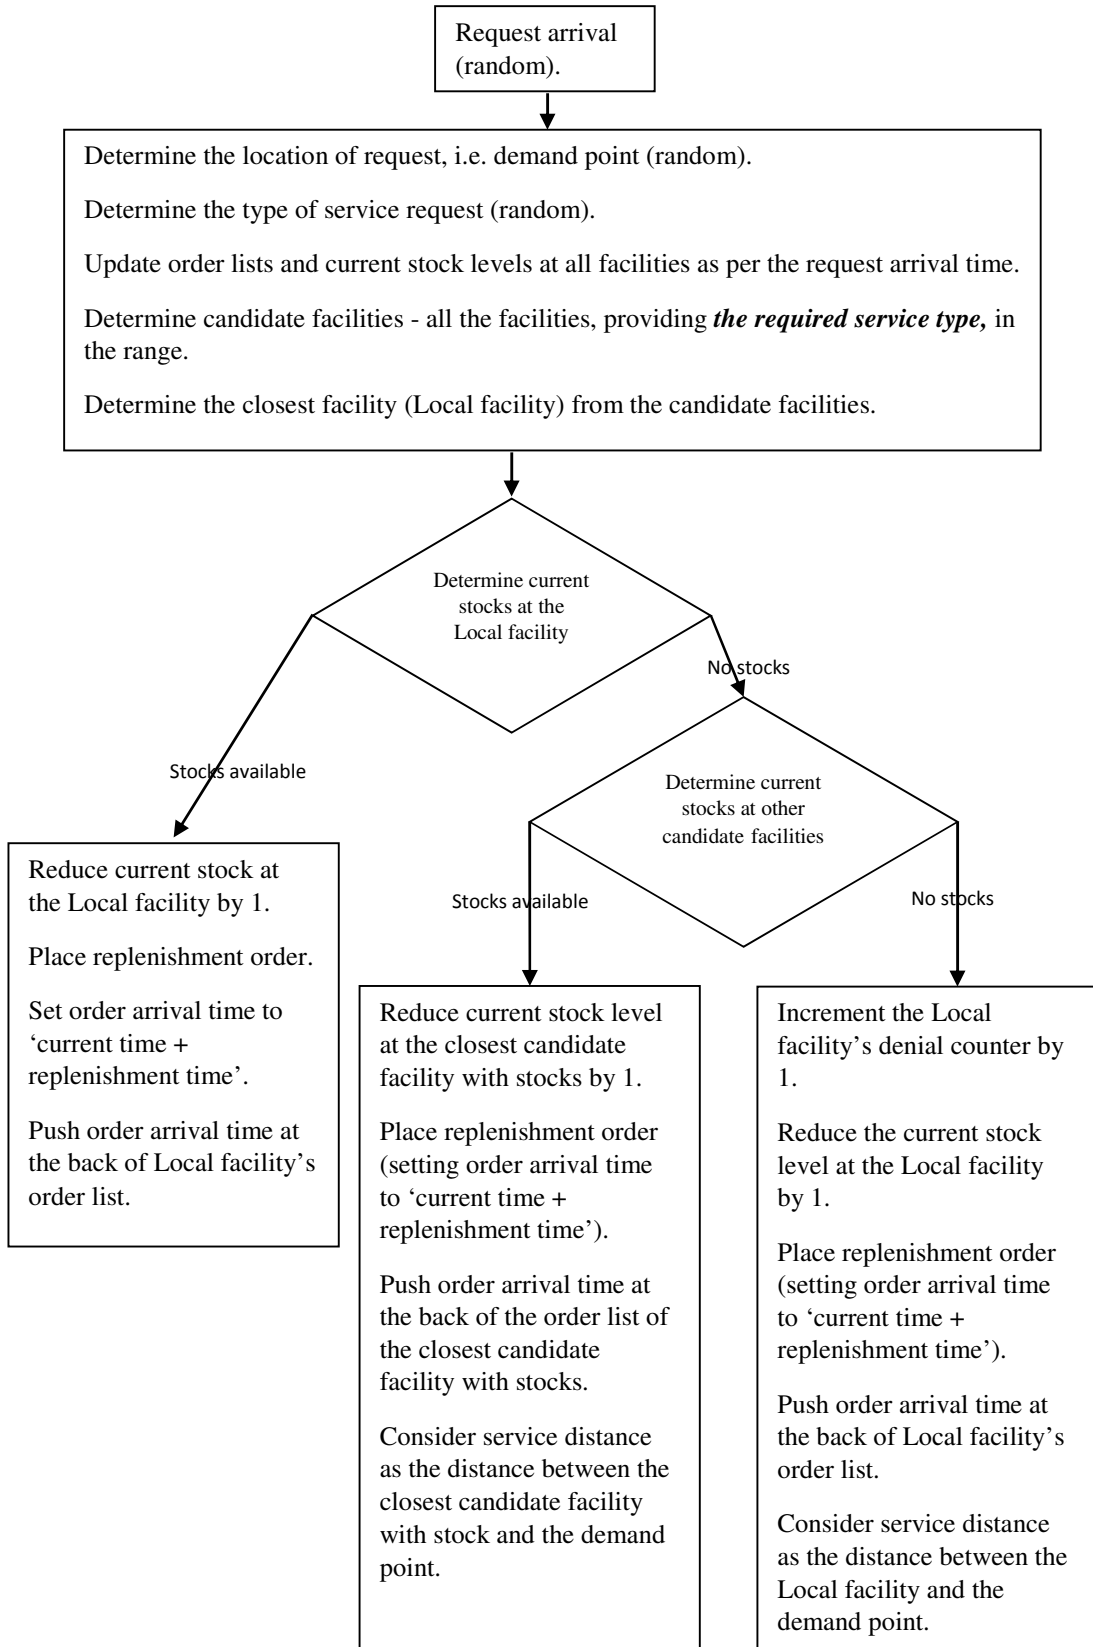 Request arrival
(random).
Determine the location of request, i.e. demand point (random).
Determine the type of service request (random).
Update order lists and current stock levels at all facilities as per the request arrival time.
Determine candidate facilities - all the facilities, providing the required service type, in
the range.
Determine the closest facility (Local facility) from the candidate facilities.
Determine current
stocks at the
Local facility
No stocks
Stocks available
Determine current
stocks at other
candidate facilities
Stocks available
No stocks
Reduce current stock at
the Local facility by 1.
Place replenishment order.
Set order arrival time to
‘current time +
replenishment time’.
Push order arrival time at
the back of Local facility’s
order list.
Reduce current stock level
at the closest candidate
facility with stocks by 1.
Place replenishment order
(setting order arrival time
to ‘current time +
replenishment time’).
Push order arrival time at
the back of the order list of
the closest candidate
facility with stocks.
Consider service distance
as the distance between the
closest candidate facility
with stock and the demand
point.
Increment the Local
facility’s denial counter by
1.
Reduce the current stock
level at the Local facility
by 1.
Place replenishment order
(setting order arrival time
to ‘current time +
replenishment time’).
Push order arrival time at
the back of Local facility’s
order list.
Consider service distance
as the distance between the
Local facility and the
demand point.